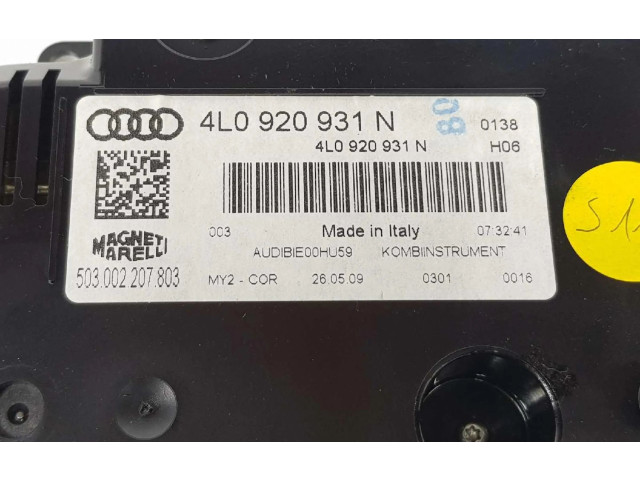 4L0 920 931 N
80
0138
4L0 920 931 N
H06
003
Made in Italy
07:32:41
MAGNETI
MARELLI
AUDIBIE00HU59 KOMBIINSTRUMENT
503.002.207.803
MY2 - COR 26.05.09 0301 0016